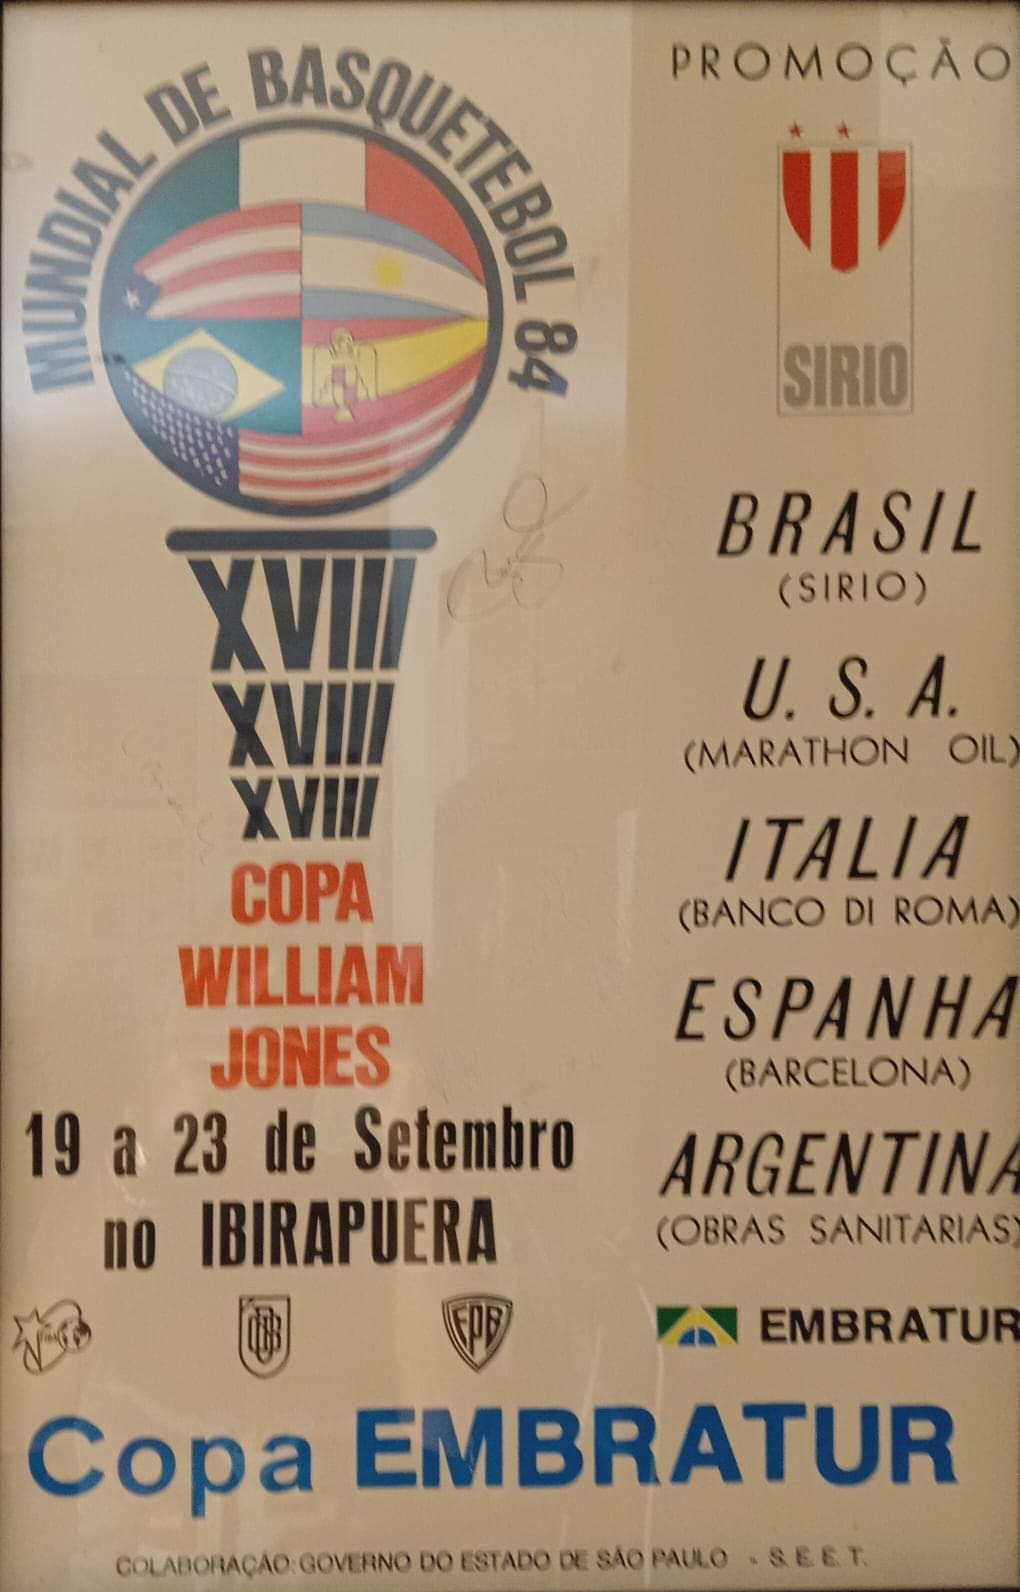 MUNDIAL DE BASQUETEBOL 84
XVIII
XVIII
XVIII
COPA
WILLIAM
JONES
19 a 23 de Setembro
no IBIRAPUERA
FPB
PROMOÇÃO
SIRIO
BRASIL
(SIRIO)
U. S. A.
(MARATHON OIL)
ITALIA
(BANCO DI ROMA)
ESPANHA
(BARCELONA)
ARGENTINA
(OBRAS SANITARIAS)
EMBRATUR
Copa EMBRATUR
COLABORAÇÃO: GOVERNO DO ESTADO DE SÃO PAULO - S. E. E. T.